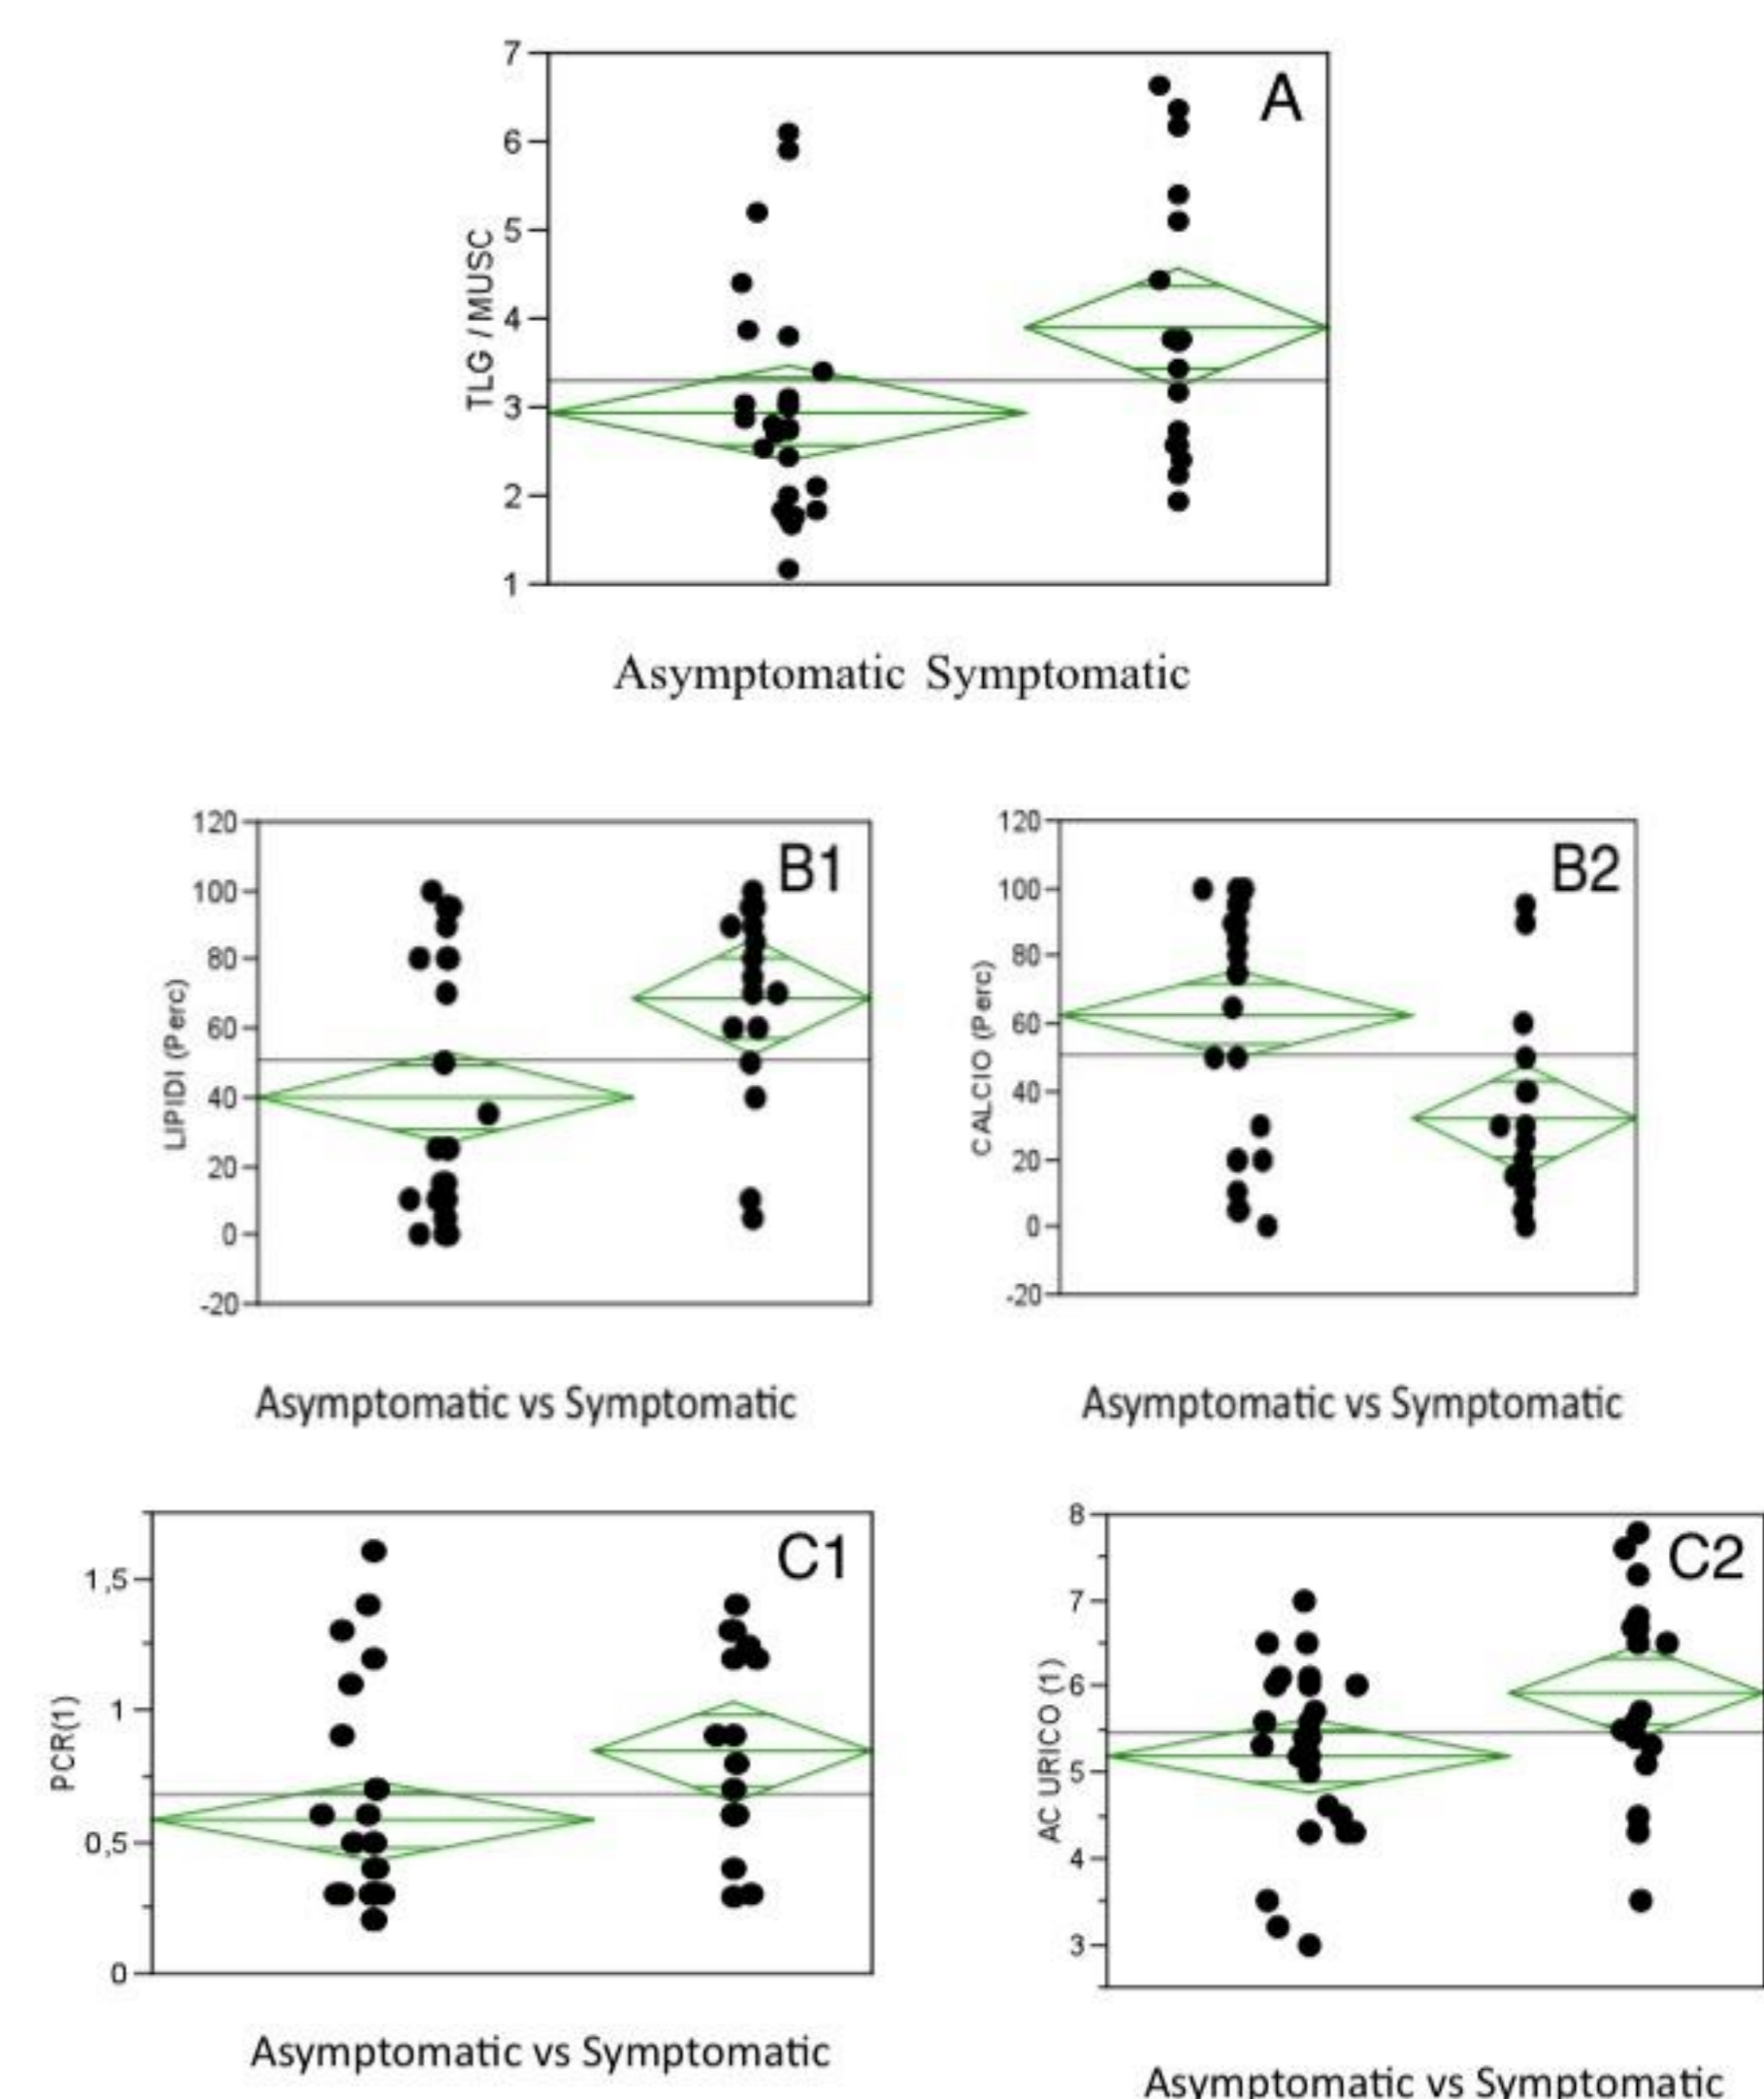 A
7
6
5
4
3
2
1
TLG / MUSC
Asymptomatic Symptomatic
B1
120
100
80
60
40
20
0
-20
LIPIDI (Perc)
Asymptomatic vs Symptomatic
B2
120
100
80
60
40
20
0
-20
CALCIO (Perc)
Asymptomatic vs Symptomatic
C1
1,5
1
0,5
0
PCR(1)
Asymptomatic vs Symptomatic
C2
8
7
6
5
4
3
AC URICO (1)
Asymptomatic vs Symptomatic